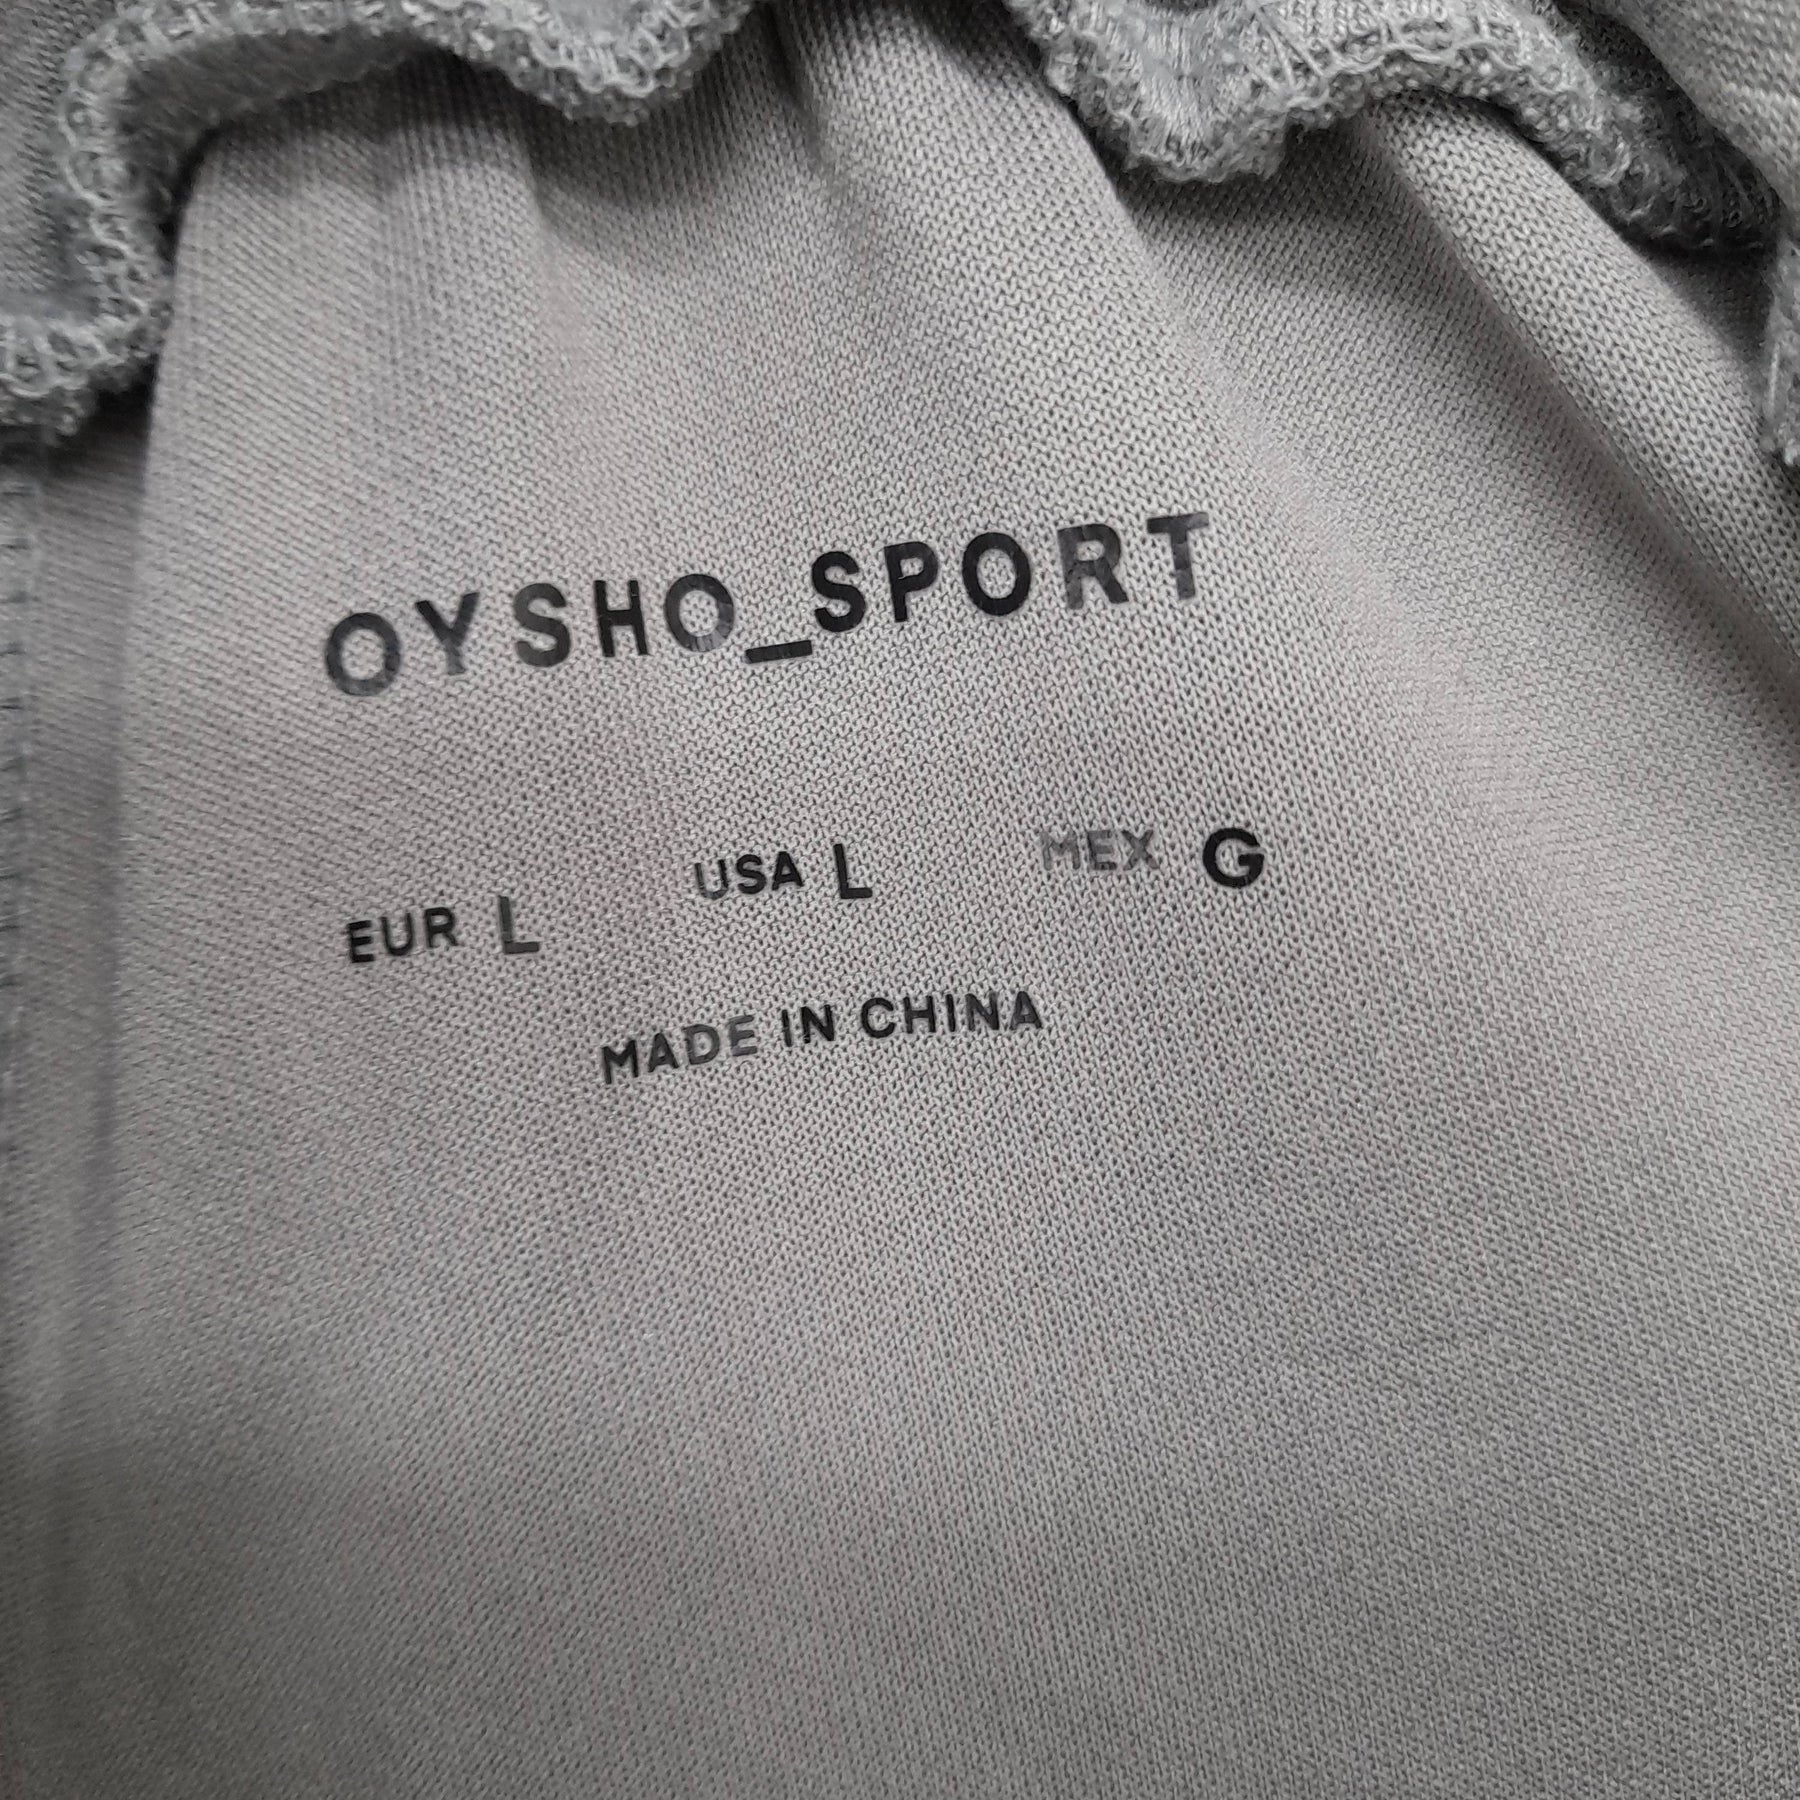 OYSHO_SPORT
EUR L USA L MEX G
MADE IN CHINA